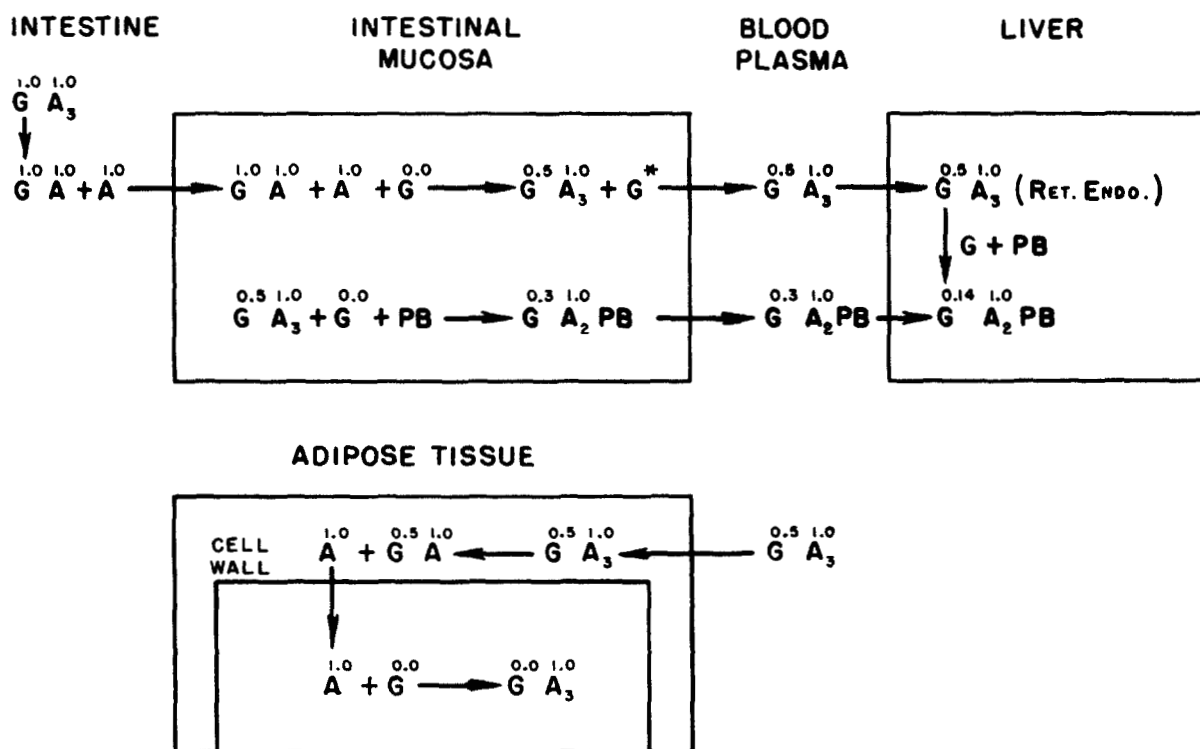 INTESTINE INTESTINAL MUCOSA BLOOD PLASMA LIVER
1.0 1.0
G A₃
1.0 1.0 1.0 1.0 1.0 1.0 0.0 0.5 1.0 0.5 1.0 0.5 1.0
G A + A G A + A + G G A₃ + G* G A₃ G A₃ (RET. ENDO.)
G + PB
0.5 1.0 0.0 0.3 1.0 0.3 1.0 0.14 1.0
G A₃ + G + PB G A₂ PB G A₂ PB G A₂ PB
ADIPOSE TISSUE
CELL WALL
1.0 0.5 1.0 0.5 1.0 0.5 1.0
A + G A G A₃ G A₃
1.0 0.0 0.0 1.0
A + G G A₃